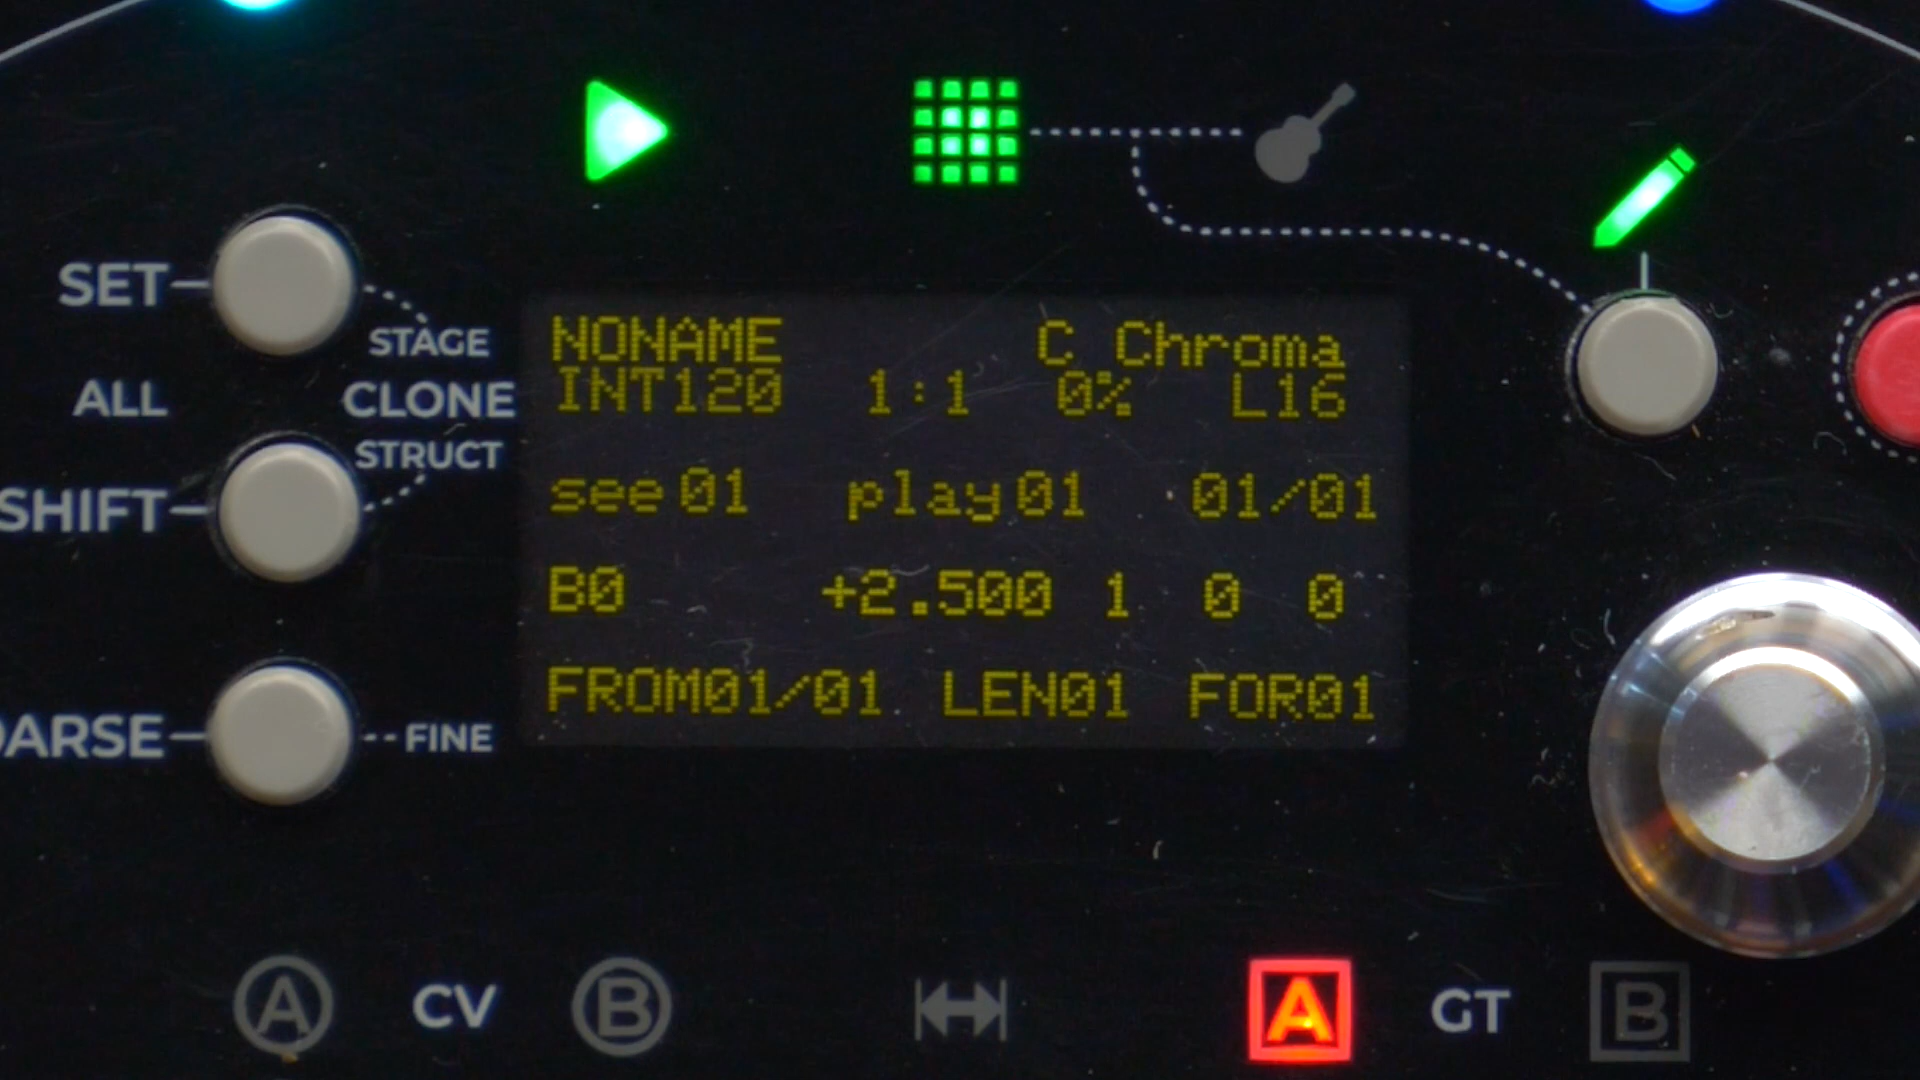 SET
STAGE
ALL
CLONE
STRUCT
SHIFT
FINE
NONAME C Chroma
INT120 1:1 0% L16
see01 play01 01/01
B0 +2.500 1 0 0
FROM01/01 LEN01 FOR01
A CV B A GT B